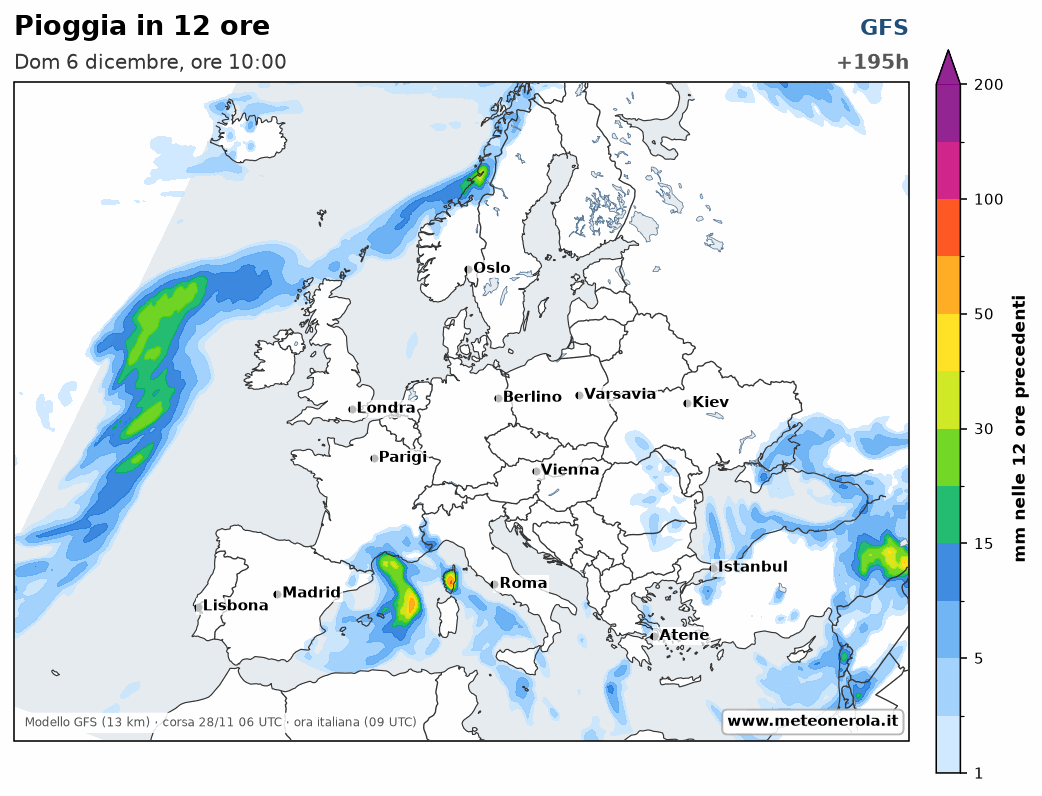 Pioggia in 12 ore
GFS
Dom 6 dicembre, ore 10:00
+195h
200
100
50
30
15
5
1
mm nelle 12 ore precedenti
Oslo
Berlino
Varsavia
Kiev
Londra
Parigi
Vienna
Istanbul
Roma
Madrid
Lisbona
Atene
Modello GFS (13 km) · corsa 28/11 06 UTC · ora italiana (09 UTC)
www.meteonerola.it